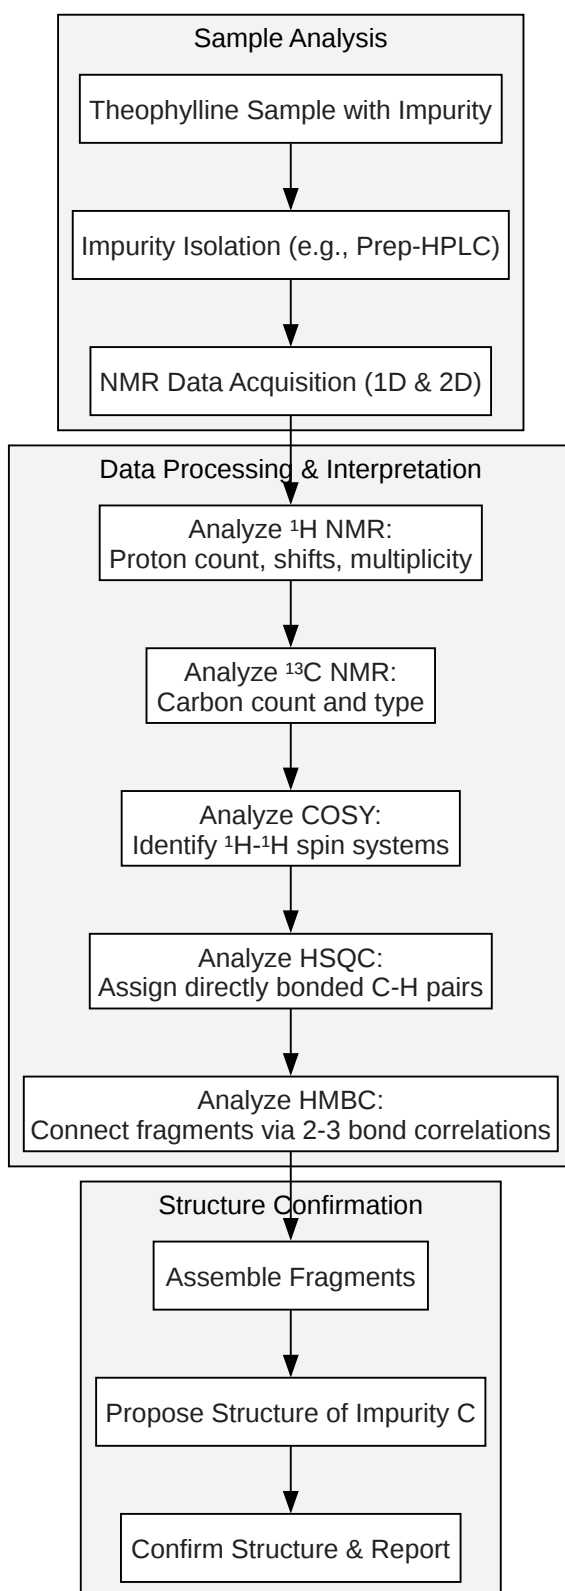 Sample Analysis
Theophylline Sample with Impurity
Impurity Isolation (e.g., Prep-HPLC)
NMR Data Acquisition (1D & 2D)
Data Processing & Interpretation
Analyze ¹H NMR:
Proton count, shifts, multiplicity
Analyze ¹³C NMR:
Carbon count and type
Analyze COSY:
Identify ¹H-¹H spin systems
Analyze HSQC:
Assign directly bonded C-H pairs
Analyze HMBC:
Connect fragments via 2-3 bond correlations
Structure Confirmation
Assemble Fragments
Propose Structure of Impurity C
Confirm Structure & Report